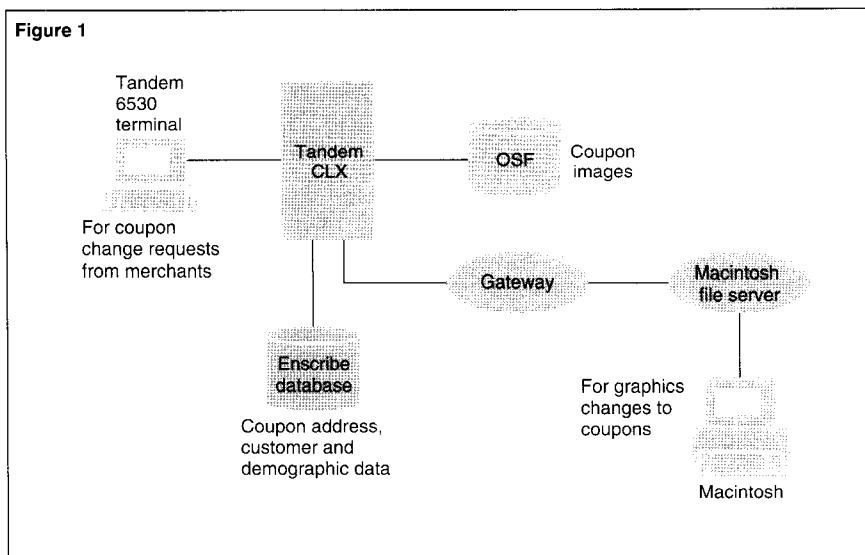 Figure 1
Tandem
6530
terminal
For coupon
change requests
from merchants
Tandem
CLX
OSF
Coupon
images
Gateway
Macintosh
file server
Enscribe
database
Coupon address,
customer and
demographic data
For graphics
changes to
coupons
Macintosh